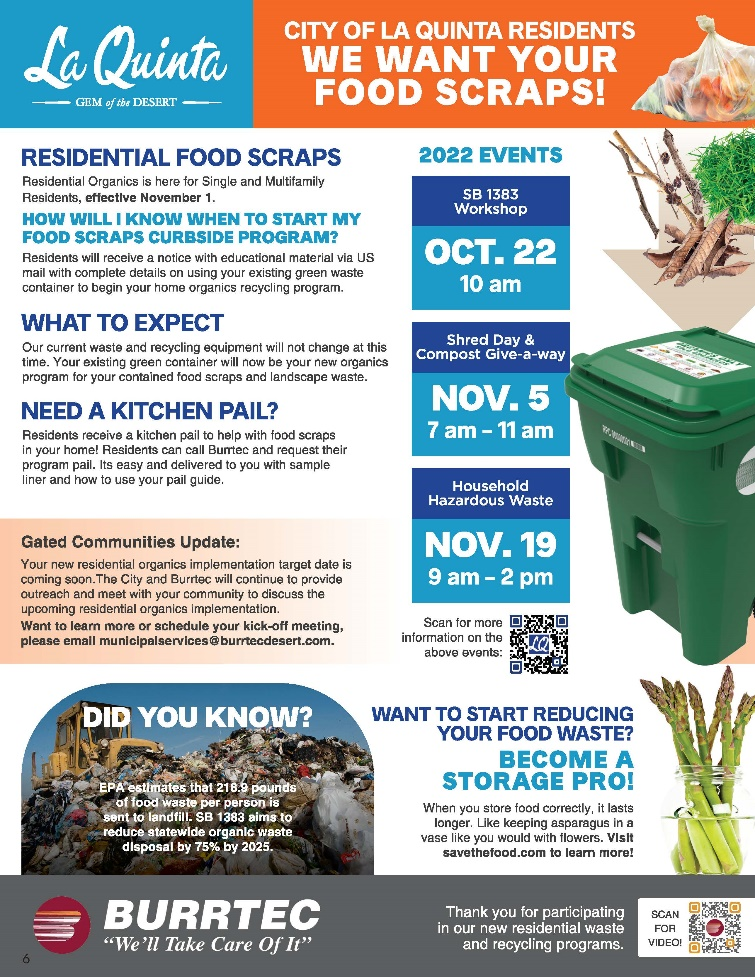 La Quinta
GEM of the DESERT
CITY OF LA QUINTA RESIDENTS
WE WANT YOUR
FOOD SCRAPS!
RESIDENTIAL FOOD SCRAPS
Residential Organics is here for Single and Multifamily
Residents, effective November 1.
HOW WILL I KNOW WHEN TO START MY
FOOD SCRAPS CURBSIDE PROGRAM?
Residents will receive a notice with educational material via US
mail with complete details on using your existing green waste
container to begin your home organics recycling program.
WHAT TO EXPECT
Our current waste and recycling equipment will not change at this
time. Your existing green container will now be your new organics
program for your contained food scraps and landscape waste.
NEED A KITCHEN PAIL?
Residents receive a kitchen pail to help with food scraps
in your home! Residents can call Burrtec and request their
program pail. Its easy and delivered to you with sample
liner and how to use your pail guide.
Gated Communities Update:
Your new residential organics implementation target date is
coming soon.The City and Burrtec will continue to provide
outreach and meet with your community to discuss the
upcoming residential organics implementation.
Want to learn more or schedule your kick-off meeting,
please email municipalservices@burrtecdesert.com.
2022 EVENTS
SB 1383
Workshop
OCT. 22
10 am
Shred Day &
Compost Give-a-way
NOV. 5
7 am – 11 am
Household
Hazardous Waste
NOV. 19
9 am – 2 pm
Scan for more
information on the
above events:
LQ
DID YOU KNOW?
EPA estimates that 218.9 pounds
of food waste per person is
sent to landfill. SB 1383 aims to
reduce statewide organic waste
disposal by 75% by 2025.
WANT TO START REDUCING
YOUR FOOD WASTE?
BECOME A
STORAGE PRO!
When you store food correctly, it lasts
longer. Like keeping asparagus in a
vase like you would with flowers. Visit
savethefood.com to learn more!
BURRTEC
“We’ll Take Care Of It”
Thank you for participating
in our new residential waste
and recycling programs.
SCAN
FOR
VIDEO!
6